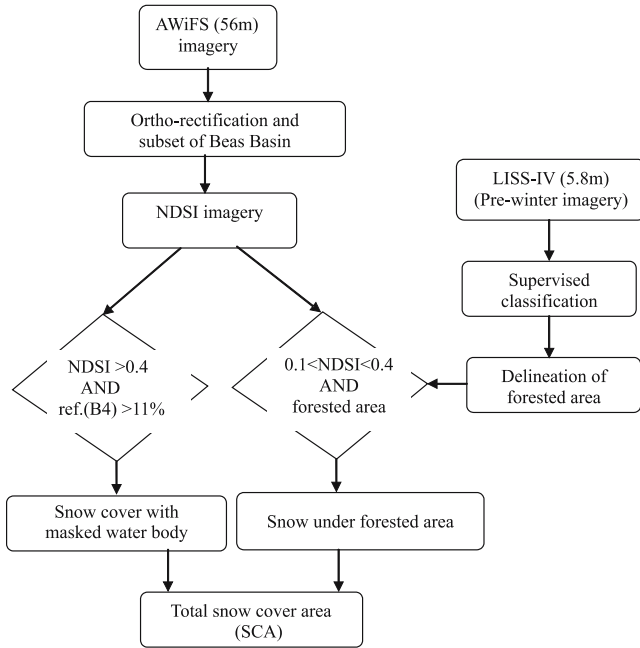 AWiFS (56m)
imagery
Ortho-rectification and
subset of Beas Basin
NDSI imagery
LISS-IV (5.8m)
(Pre-winter imagery)
Supervised
classification
Delineation of
forested area
NDSI >0.4
AND
ref.(B4) >11%
0.1<NDSI<0.4
AND
forested area
Snow cover with
masked water body
Snow under forested area
Total snow cover area
(SCA)